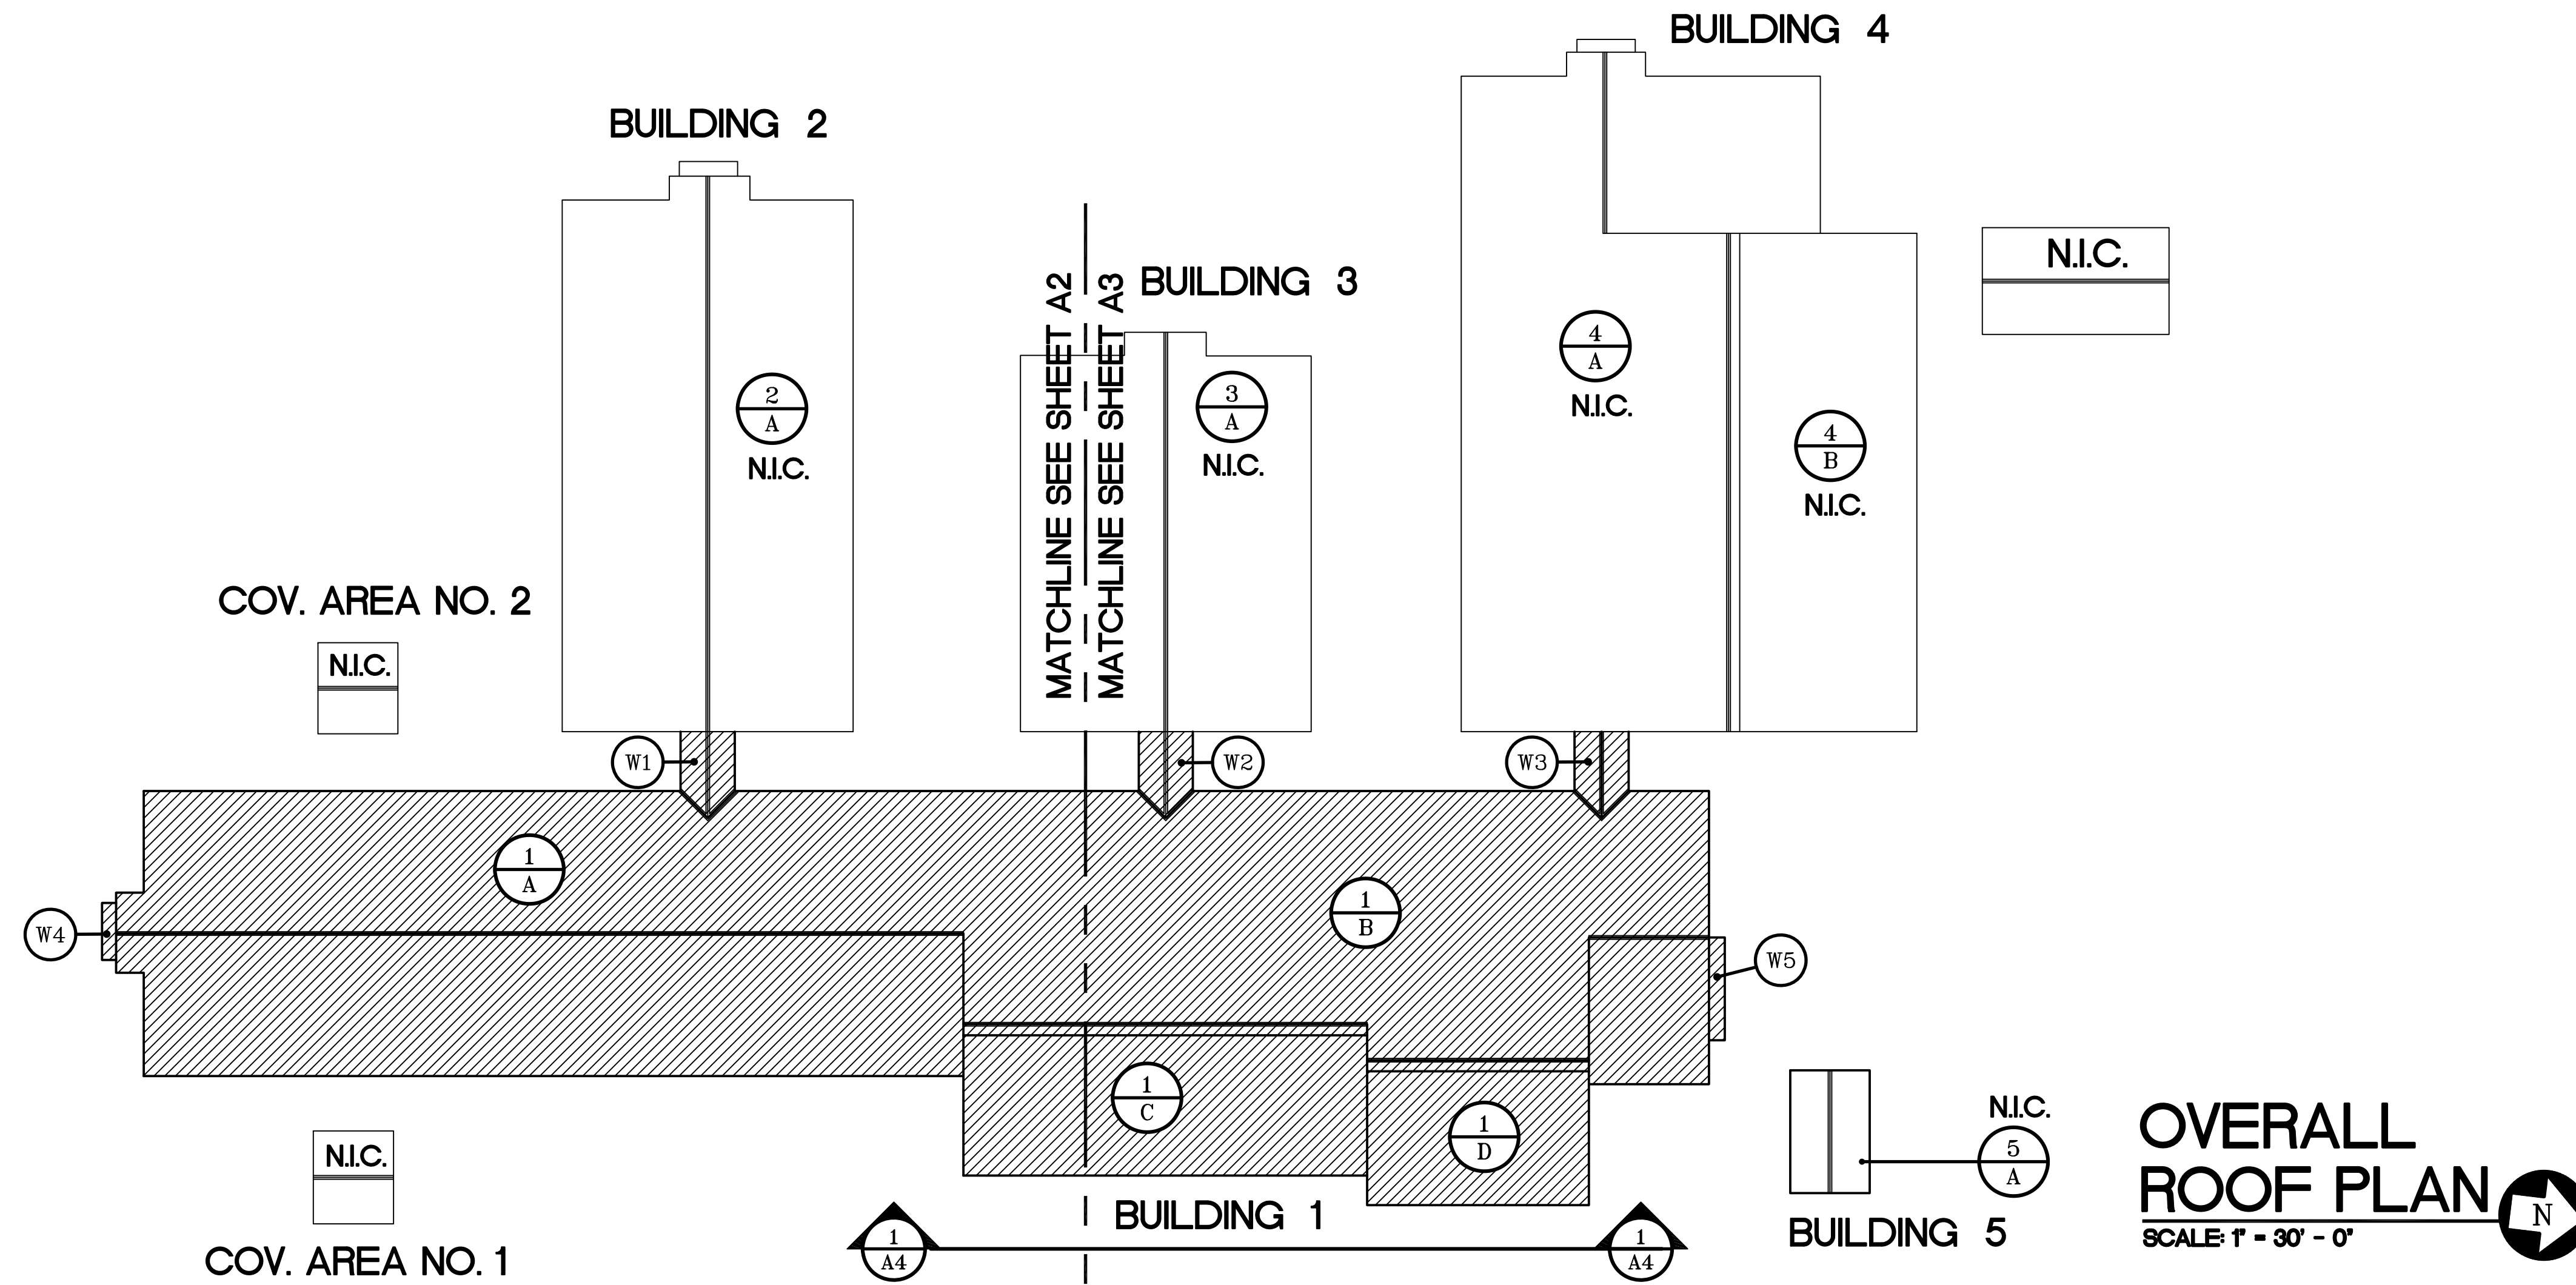 BUILDING 4
BUILDING 2
N.I.C.
BUILDING 3
MATCHLINE SEE SHEET A2
MATCHLINE SEE SHEET A3
4
A
N.I.C.
2
A
N.I.C.
3
A
N.I.C.
4
B
N.I.C.
COV. AREA NO. 2
N.I.C.
W1
W2
W3
1
A
1
B
W4
W5
1
C
1
D
N.I.C.
5
A
BUILDING 5
N.I.C.
COV. AREA NO. 1
BUILDING 1
1
A4
1
A4
OVERALL
ROOF PLAN
SCALE: 1" = 30' - 0"
N